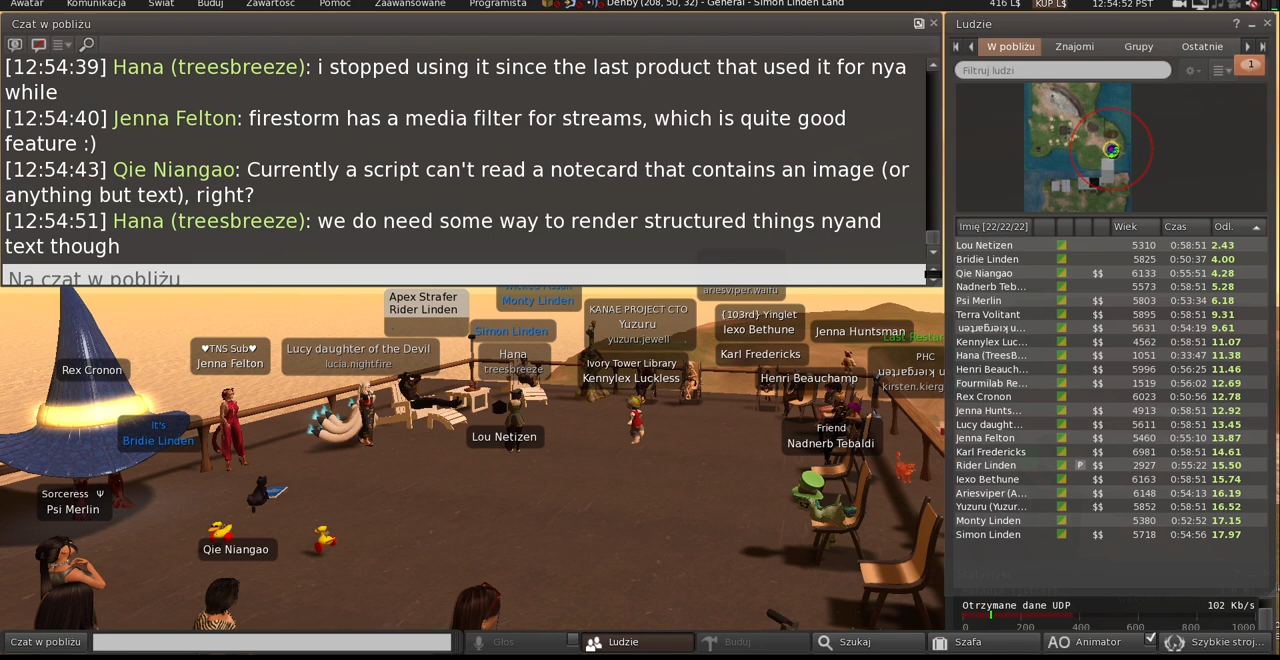 Awatar Komunikacja Świat Buduj Zawartość Pomoc Zaawansowane Programista Denby (208, 50, 32) - General - Simon Linden Land 416 L$ KUP L$ 12:54:52 PST
Czat w pobliżu
[12:54:39] Hana (treesbreeze): i stopped using it since the last product that used it for nya
while
[12:54:40] Jenna Felton: firestorm has a media filter for streams, which is quite good
feature :)
[12:54:43] Qie Niangao: Currently a script can't read a notecard that contains an image (or
anything but text), right?
[12:54:51] Hana (treesbreeze): we do need some way to render structured things nyand
text though
Na czat w pobliżu
Ludzie
W pobliżu Znajomi Grupy Ostatnie
Filtruj ludzi
1
Imię [22/22/22] Wiek Czas Odl.
Lou Netizen 5310 0:58:51 2.43
Bridie Linden 5825 0:50:37 4.00
Qie Niangao $$ 6133 0:55:51 4.28
Nadnerb Teb... 5573 0:58:51 5.28
Psi Merlin $$ 5803 0:53:34 6.18
Terra Volitant $$ 5895 0:58:51 9.31
$$ 5631 0:54:19 9.61
Kennylex Luc... $$ 4562 0:58:51 11.07
Hana (TreesB... $$ 1051 0:33:47 11.38
Henri Beauch... $$ 5996 0:56:25 11.46
Fourmilab Re... $$ 1519 0:56:02 12.69
Rex Cronon 6023 0:50:56 12.78
Jenna Hunts... $$ 4913 0:58:51 12.92
Lucy daught... $$ 5611 0:58:51 13.45
Jenna Felton 5460 0:55:10 13.87
Karl Fredericks $$ 6981 0:58:51 14.61
Rider Linden P $$ 2927 0:55:22 15.50
Iexo Bethune $$ 6163 0:58:51 15.74
Ariesviper (A... $$ 6148 0:54:13 16.19
Yuzuru (Yuzur... $$ 5852 0:58:51 16.52
Monty Linden 5380 0:52:52 17.15
Simon Linden $$ 5718 0:54:56 17.97
Otrzymane dane UDP 102 Kb/s
0 200 400 600 800 1000
Apex Strafer
Rider Linden
Monty Linden
ariesviper.waifu
Simon Linden
KANAE PROJECT CTO
Yuzuru
yuzuru.jewell
{103rd} Yinglet
Iexo Bethune
Jenna Huntsman
Last Restar
♥TNS Sub♥
Jenna Felton
Lucy daughter of the Devil
lucia.nightfire
Hana
treesbreeze
Ivory Tower Library
Kennylex Luckless
Karl Fredericks
PHC
kirsten.kierg
Rex Cronon
Henri Beauchamp
It's
Bridie Linden
Lou Netizen
Friend
Nadnerb Tebaldi
Sorceress Ψ
Psi Merlin
Qie Niangao
Czat w pobliżu Głos Ludzie Buduj Szukaj Szafa AO Animator Szybkie stroj...